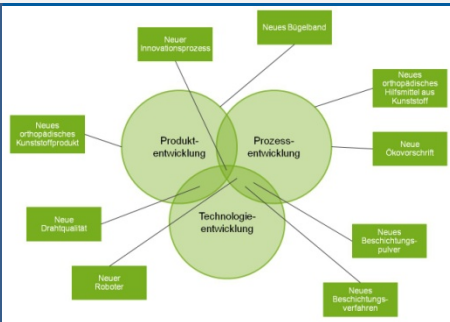 Neuer
Innovationsprozess
Neues Bügelband
Neues
orthopädisches
Hilfsmittel aus
Kunststoff
Neues
orthopädisches
Kunststoffprodukt
Produkt-
entwicklung
Prozess-
entwicklung
Neue
Ökovorschrift
Neue
Drahtqualität
Technologie-
entwicklung
Neues
Beschichtungs-
pulver
Neuer
Roboter
Neues
Beschichtungs-
verfahren